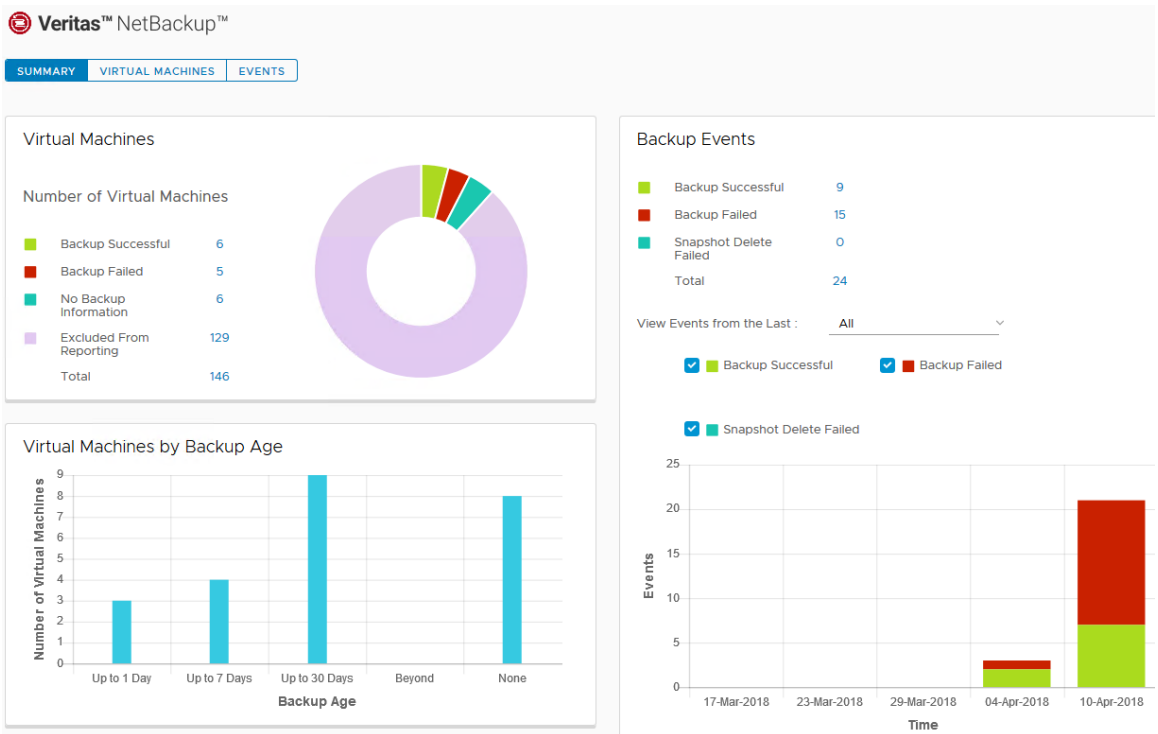 Veritas™ NetBackup™
SUMMARY VIRTUAL MACHINES EVENTS
Virtual Machines
Number of Virtual Machines
Backup Successful 6
Backup Failed 5
No Backup
Information 6
Excluded From
Reporting 129
Total 146
Virtual Machines by Backup Age
Number of Virtual Machines
9
8
7
6
5
4
3
2
1
0
Up to 1 Day Up to 7 Days Up to 30 Days Beyond None
Backup Age
Backup Events
Backup Successful 9
Backup Failed 15
Snapshot Delete
Failed 0
Total 24
View Events from the Last : All
Backup Successful Backup Failed
Snapshot Delete Failed
Events
25
20
15
10
5
0
17-Mar-2018 23-Mar-2018 29-Mar-2018 04-Apr-2018 10-Apr-2018
Time